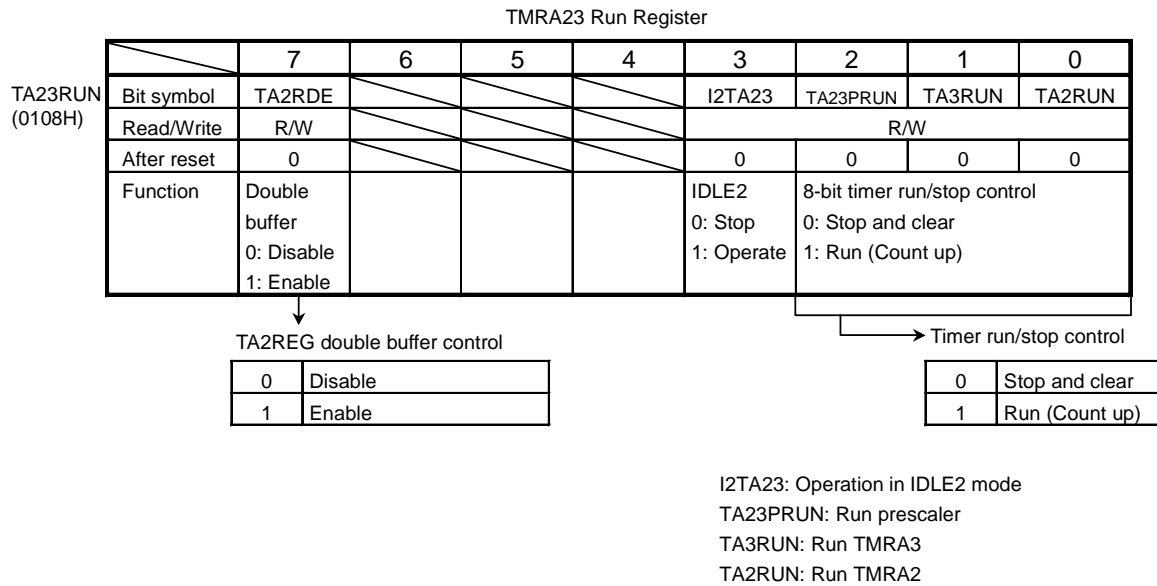 TMRA23 Run Register
7 6 5 4 3 2 1 0
TA23RUN
(0108H)
Bit symbol TA2RDE I2TA23 TA23PRUN TA3RUN TA2RUN
Read/Write R/W R/W
After reset 0 0 0 0 0
Function Double IDLE2 8-bit timer run/stop control
buffer 0: Stop 0: Stop and clear
0: Disable 1: Operate 1: Run (Count up)
1: Enable
TA2REG double buffer control
0 Disable
1 Enable
Timer run/stop control
0 Stop and clear
1 Run (Count up)
I2TA23: Operation in IDLE2 mode
TA23PRUN: Run prescaler
TA3RUN: Run TMRA3
TA2RUN: Run TMRA2